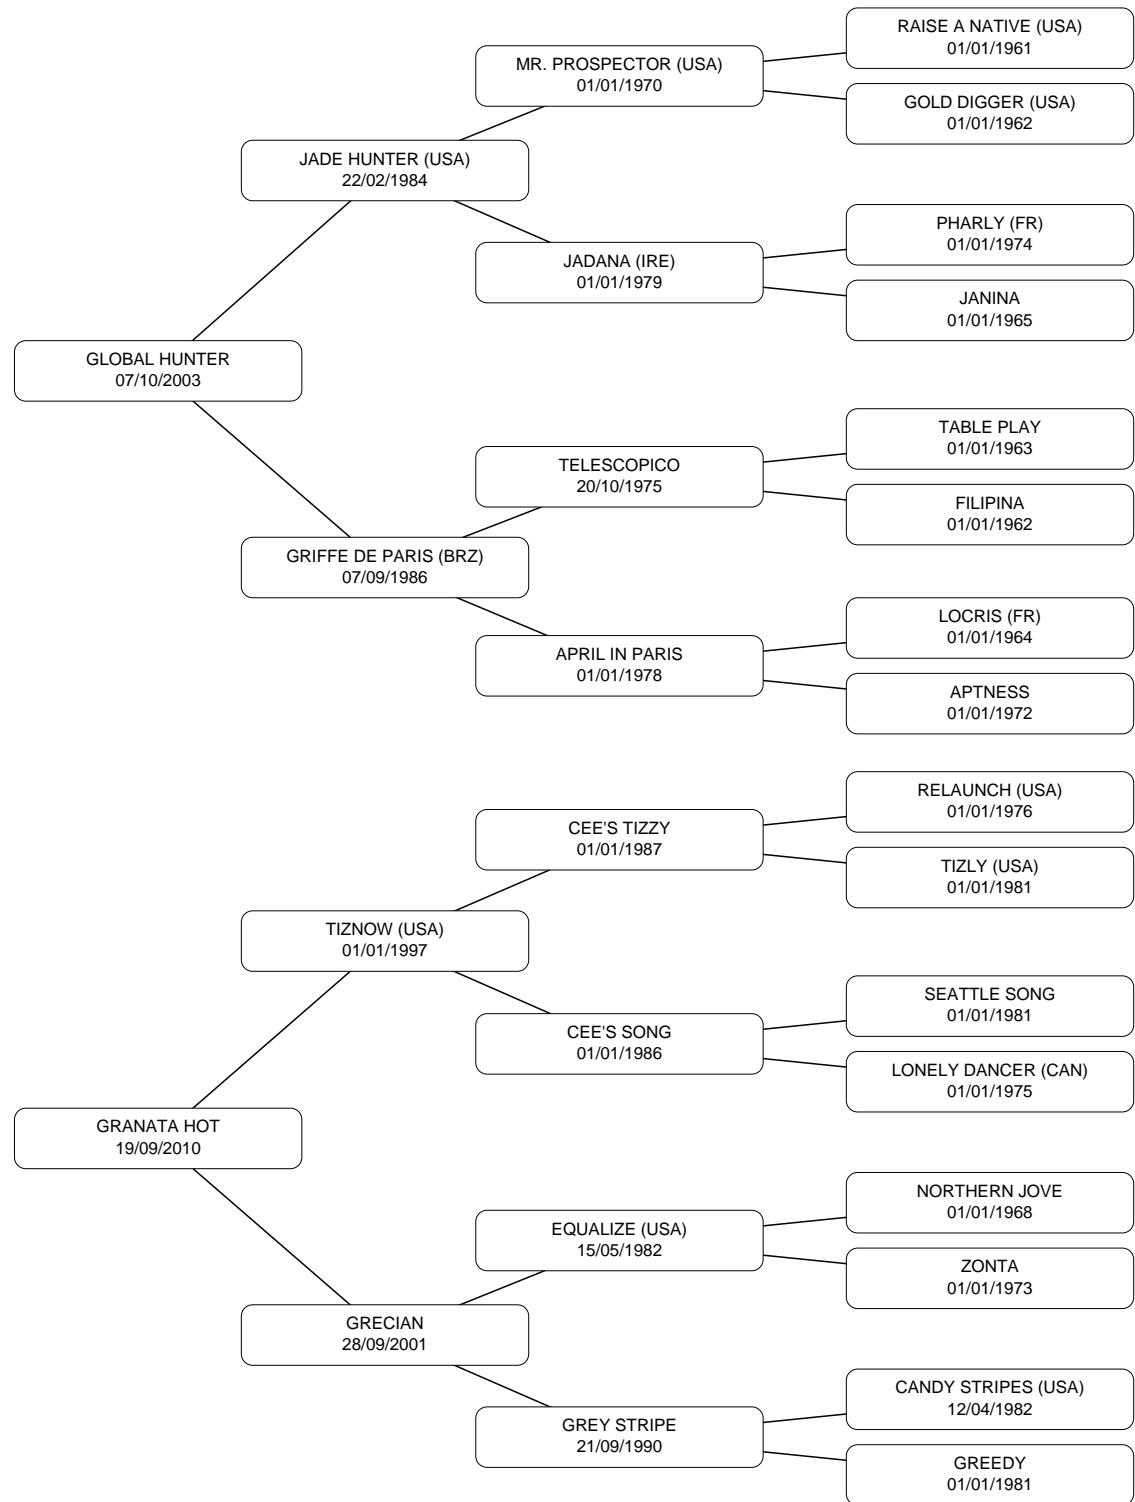 RAISE A NATIVE (USA)
01/01/1961
MR. PROSPECTOR (USA)
01/01/1970
GOLD DIGGER (USA)
01/01/1962
JADE HUNTER (USA)
22/02/1984
PHARLY (FR)
01/01/1974
JADANA (IRE)
01/01/1979
JANINA
01/01/1965
GLOBAL HUNTER
07/10/2003
TABLE PLAY
01/01/1963
TELESCOPICO
20/10/1975
FILIPINA
01/01/1962
GRIFFE DE PARIS (BRZ)
07/09/1986
LOCRIS (FR)
01/01/1964
APRIL IN PARIS
01/01/1978
APTNESS
01/01/1972
RELAUNCH (USA)
01/01/1976
CEE'S TIZZY
01/01/1987
TIZLY (USA)
01/01/1981
TIZNOW (USA)
01/01/1997
SEATTLE SONG
01/01/1981
CEE'S SONG
01/01/1986
LONELY DANCER (CAN)
01/01/1975
GRANATA HOT
19/09/2010
NORTHERN JOVE
01/01/1968
EQUALIZE (USA)
15/05/1982
ZONTA
01/01/1973
GRECIAN
28/09/2001
CANDY STRIPES (USA)
12/04/1982
GREY STRIPE
21/09/1990
GREEDY
01/01/1981